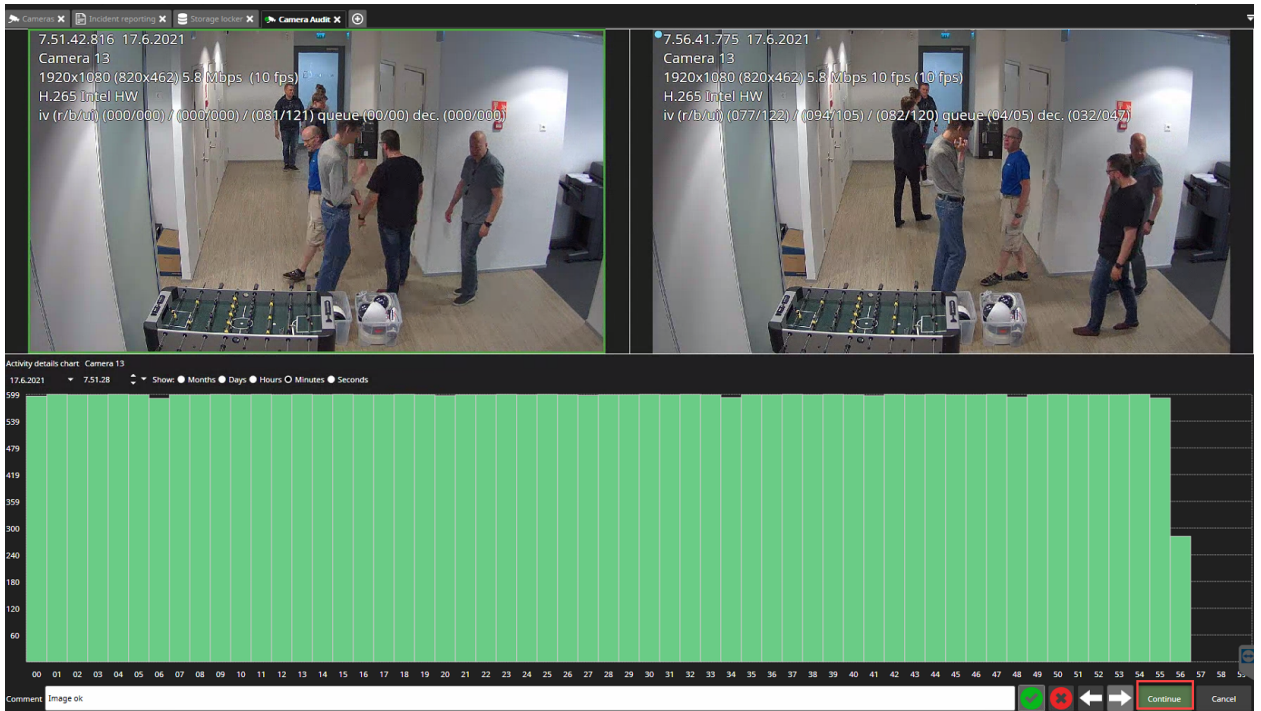 Cameras
Incident reporting
Storage locker
Camera Audit
7.51.42.816 17.6.2021
Camera 13
1920x1080 (820x462) 5.8 Mbps (10 fps)
H.265 Intel HW
iv (r/b/ui) (000/000) / (000/000) / (081/121) queue (00/00) dec. (000/000)
7.56.41.775 17.6.2021
Camera 13
1920x1080 (820x462) 5.8 Mbps 10 fps (10 fps)
H.265 Intel HW
iv (r/b/ui) (077/122) / (094/105) / (082/120) queue (04/05) dec. (032/047)
Activity details chart Camera 13
17.6.2021 7.51.28 Show: Months Days Hours Minutes Seconds
599
539
479
419
359
300
240
180
120
60
00 01 02 03 04 05 06 07 08 09 10 11 12 13 14 15 16 17 18 19 20 21 22 23 24 25 26 27 28 29 30 31 32 33 34 35 36 37 38 39 40 41 42 43 44 45 46 47 48 49 50 51 52 53 54 55 56 57 58
Comment Image ok Continue Cancel